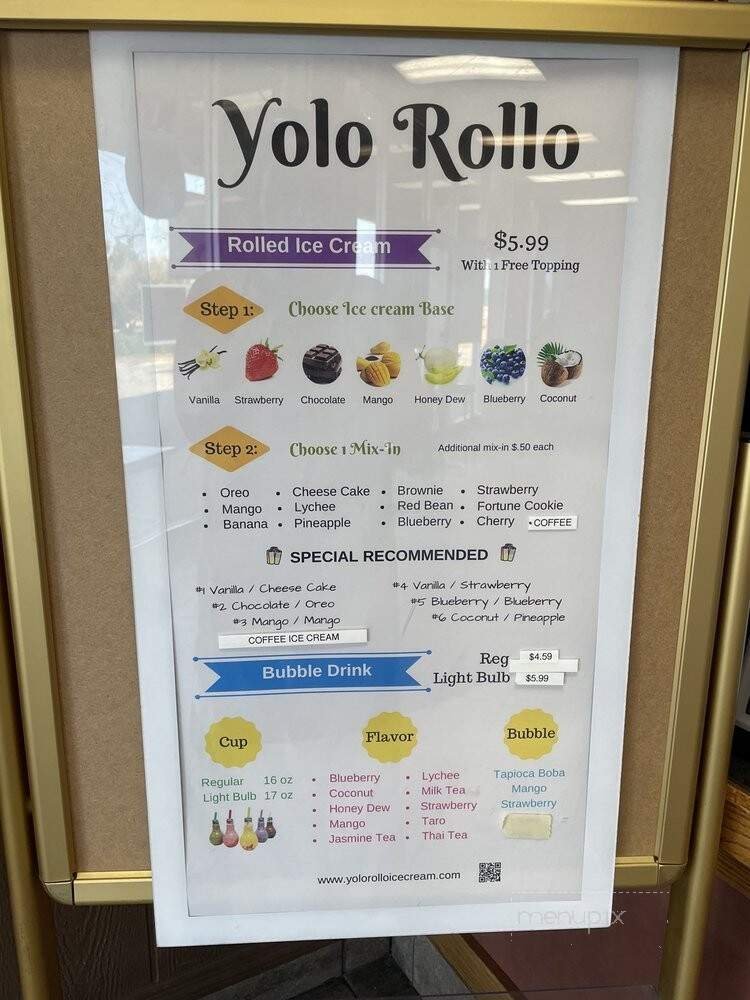 Yolo Rollo
Rolled Ice Cream
$5.99
With 1 Free Topping
Step 1:
Choose Ice cream Base
Vanilla Strawberry Chocolate Mango Honey Dew Blueberry Coconut
Step 2:
Choose 1 Mix-In
Additional mix-in $.50 each
• Oreo • Cheese Cake • Brownie • Strawberry
• Mango • Lychee • Red Bean • Fortune Cookie
• Banana • Pineapple • Blueberry • Cherry • COFFEE
SPECIAL RECOMMENDED
#1 Vanilla / Cheese Cake
#2 Chocolate / Oreo
#3 Mango / Mango
COFFEE ICE CREAM
#4 Vanilla / Strawberry
#5 Blueberry / Blueberry
#6 Coconut / Pineapple
Bubble Drink
Reg $4.59
Light Bulb $5.99
Cup
Regular 16 oz
Light Bulb 17 oz
Flavor
• Blueberry
• Coconut
• Honey Dew
• Mango
• Jasmine Tea
• Lychee
• Milk Tea
• Strawberry
• Taro
• Thai Tea
Bubble
Tapioca Boba
Mango
Strawberry
www.yolorolloicecream.com
menupix